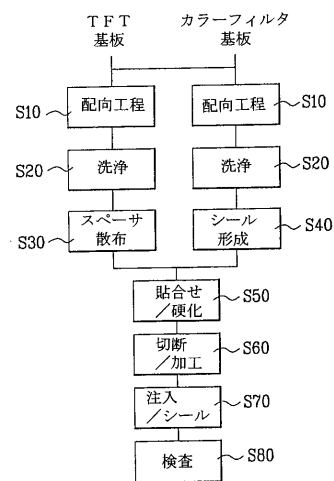 ＴＦＴ
基板
カラーフィルタ
基板
S10
配向工程
配向工程
S10
S20
洗浄
洗浄
S20
S30
スペーサ
散布
シール
形成
S40
貼合せ
／硬化
S50
切断
／加工
S60
注入
／シール
S70
検査
S80